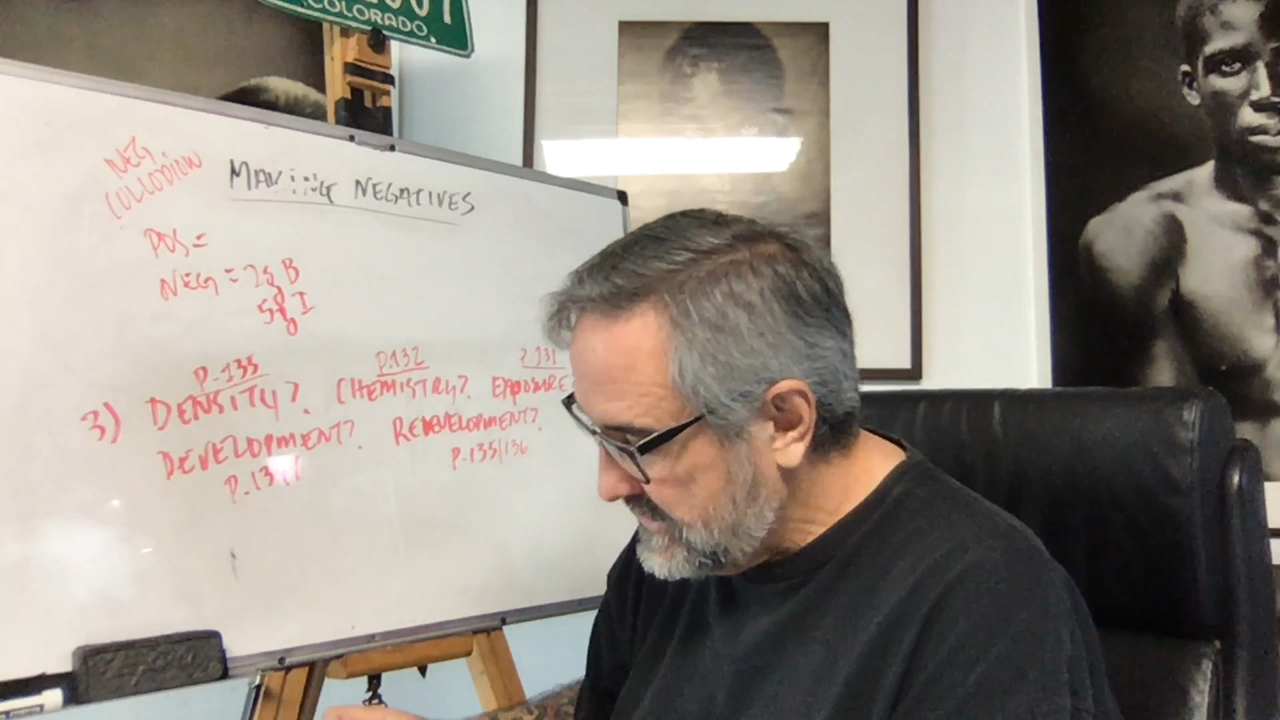 COLORADO
NEG
COLLODION
MAKING NEGATIVES
POS =
NEG = 2g B
5g I
P.135 P.132 P.131
3) DENSITY? CHEMISTRY? EXPOSURE
DEVELOPMENT? REDEVELOPMENT?
P.135/136